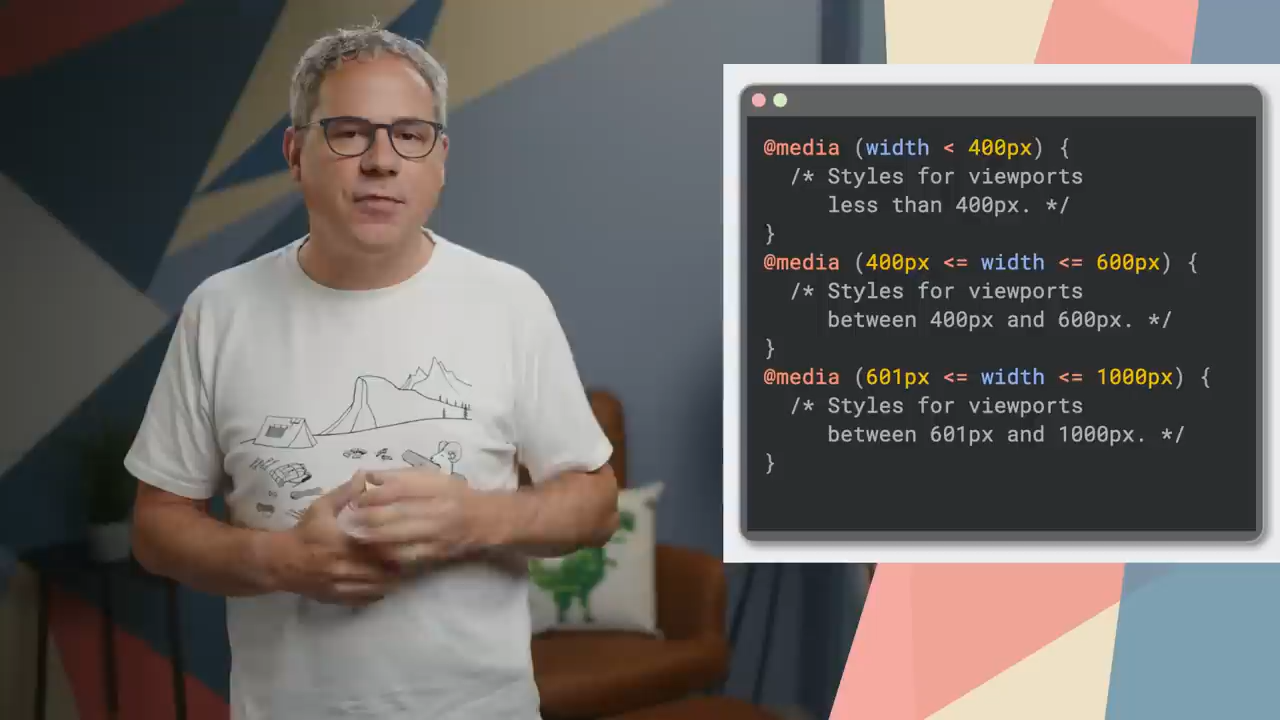 @media (width < 400px) {
/* Styles for viewports
less than 400px. */
}
@media (400px <= width <= 600px) {
/* Styles for viewports
between 400px and 600px. */
}
@media (601px <= width <= 1000px) {
/* Styles for viewports
between 601px and 1000px. */
}